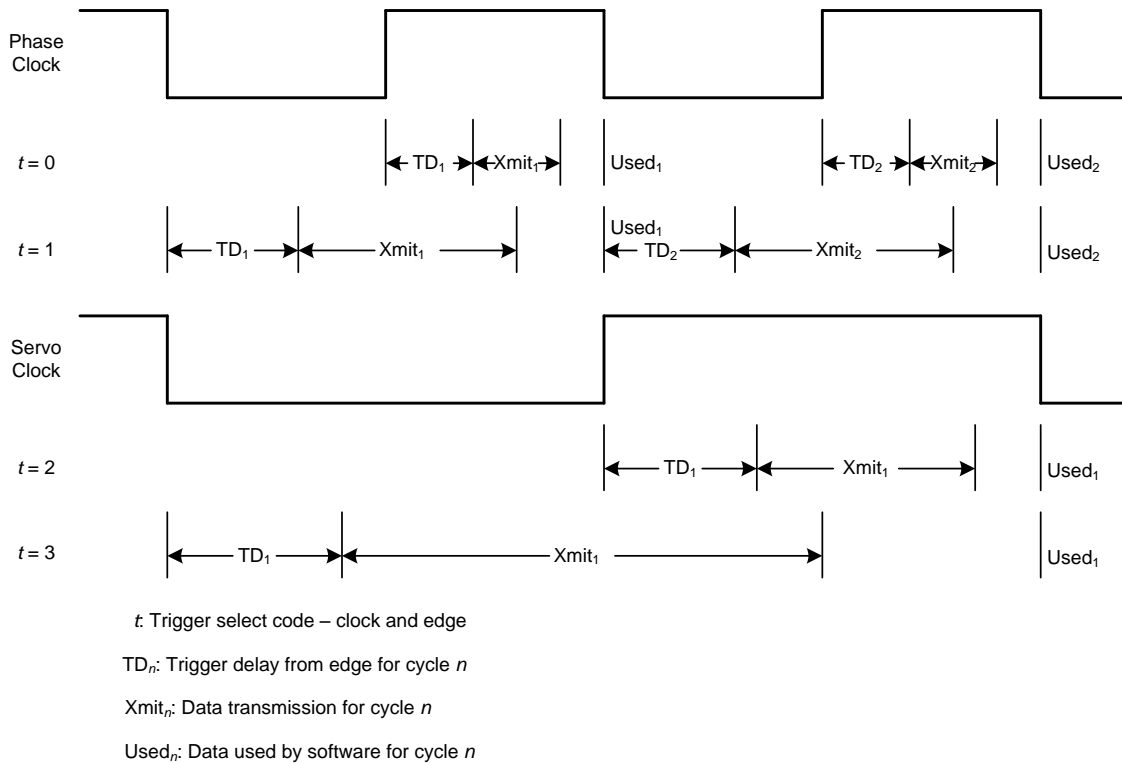 Phase
Clock
t = 0
TD₁
Xmit₁
Used₁
TD₂
Xmit₂
Used₂
t = 1
TD₁
Xmit₁
Used₁
TD₂
Xmit₂
Used₂
Servo
Clock
t = 2
TD₁
Xmit₁
Used₁
t = 3
TD₁
Xmit₁
Used₁
t: Trigger select code – clock and edge
TDₙ: Trigger delay from edge for cycle n
Xmitₙ: Data transmission for cycle n
Usedₙ: Data used by software for cycle n